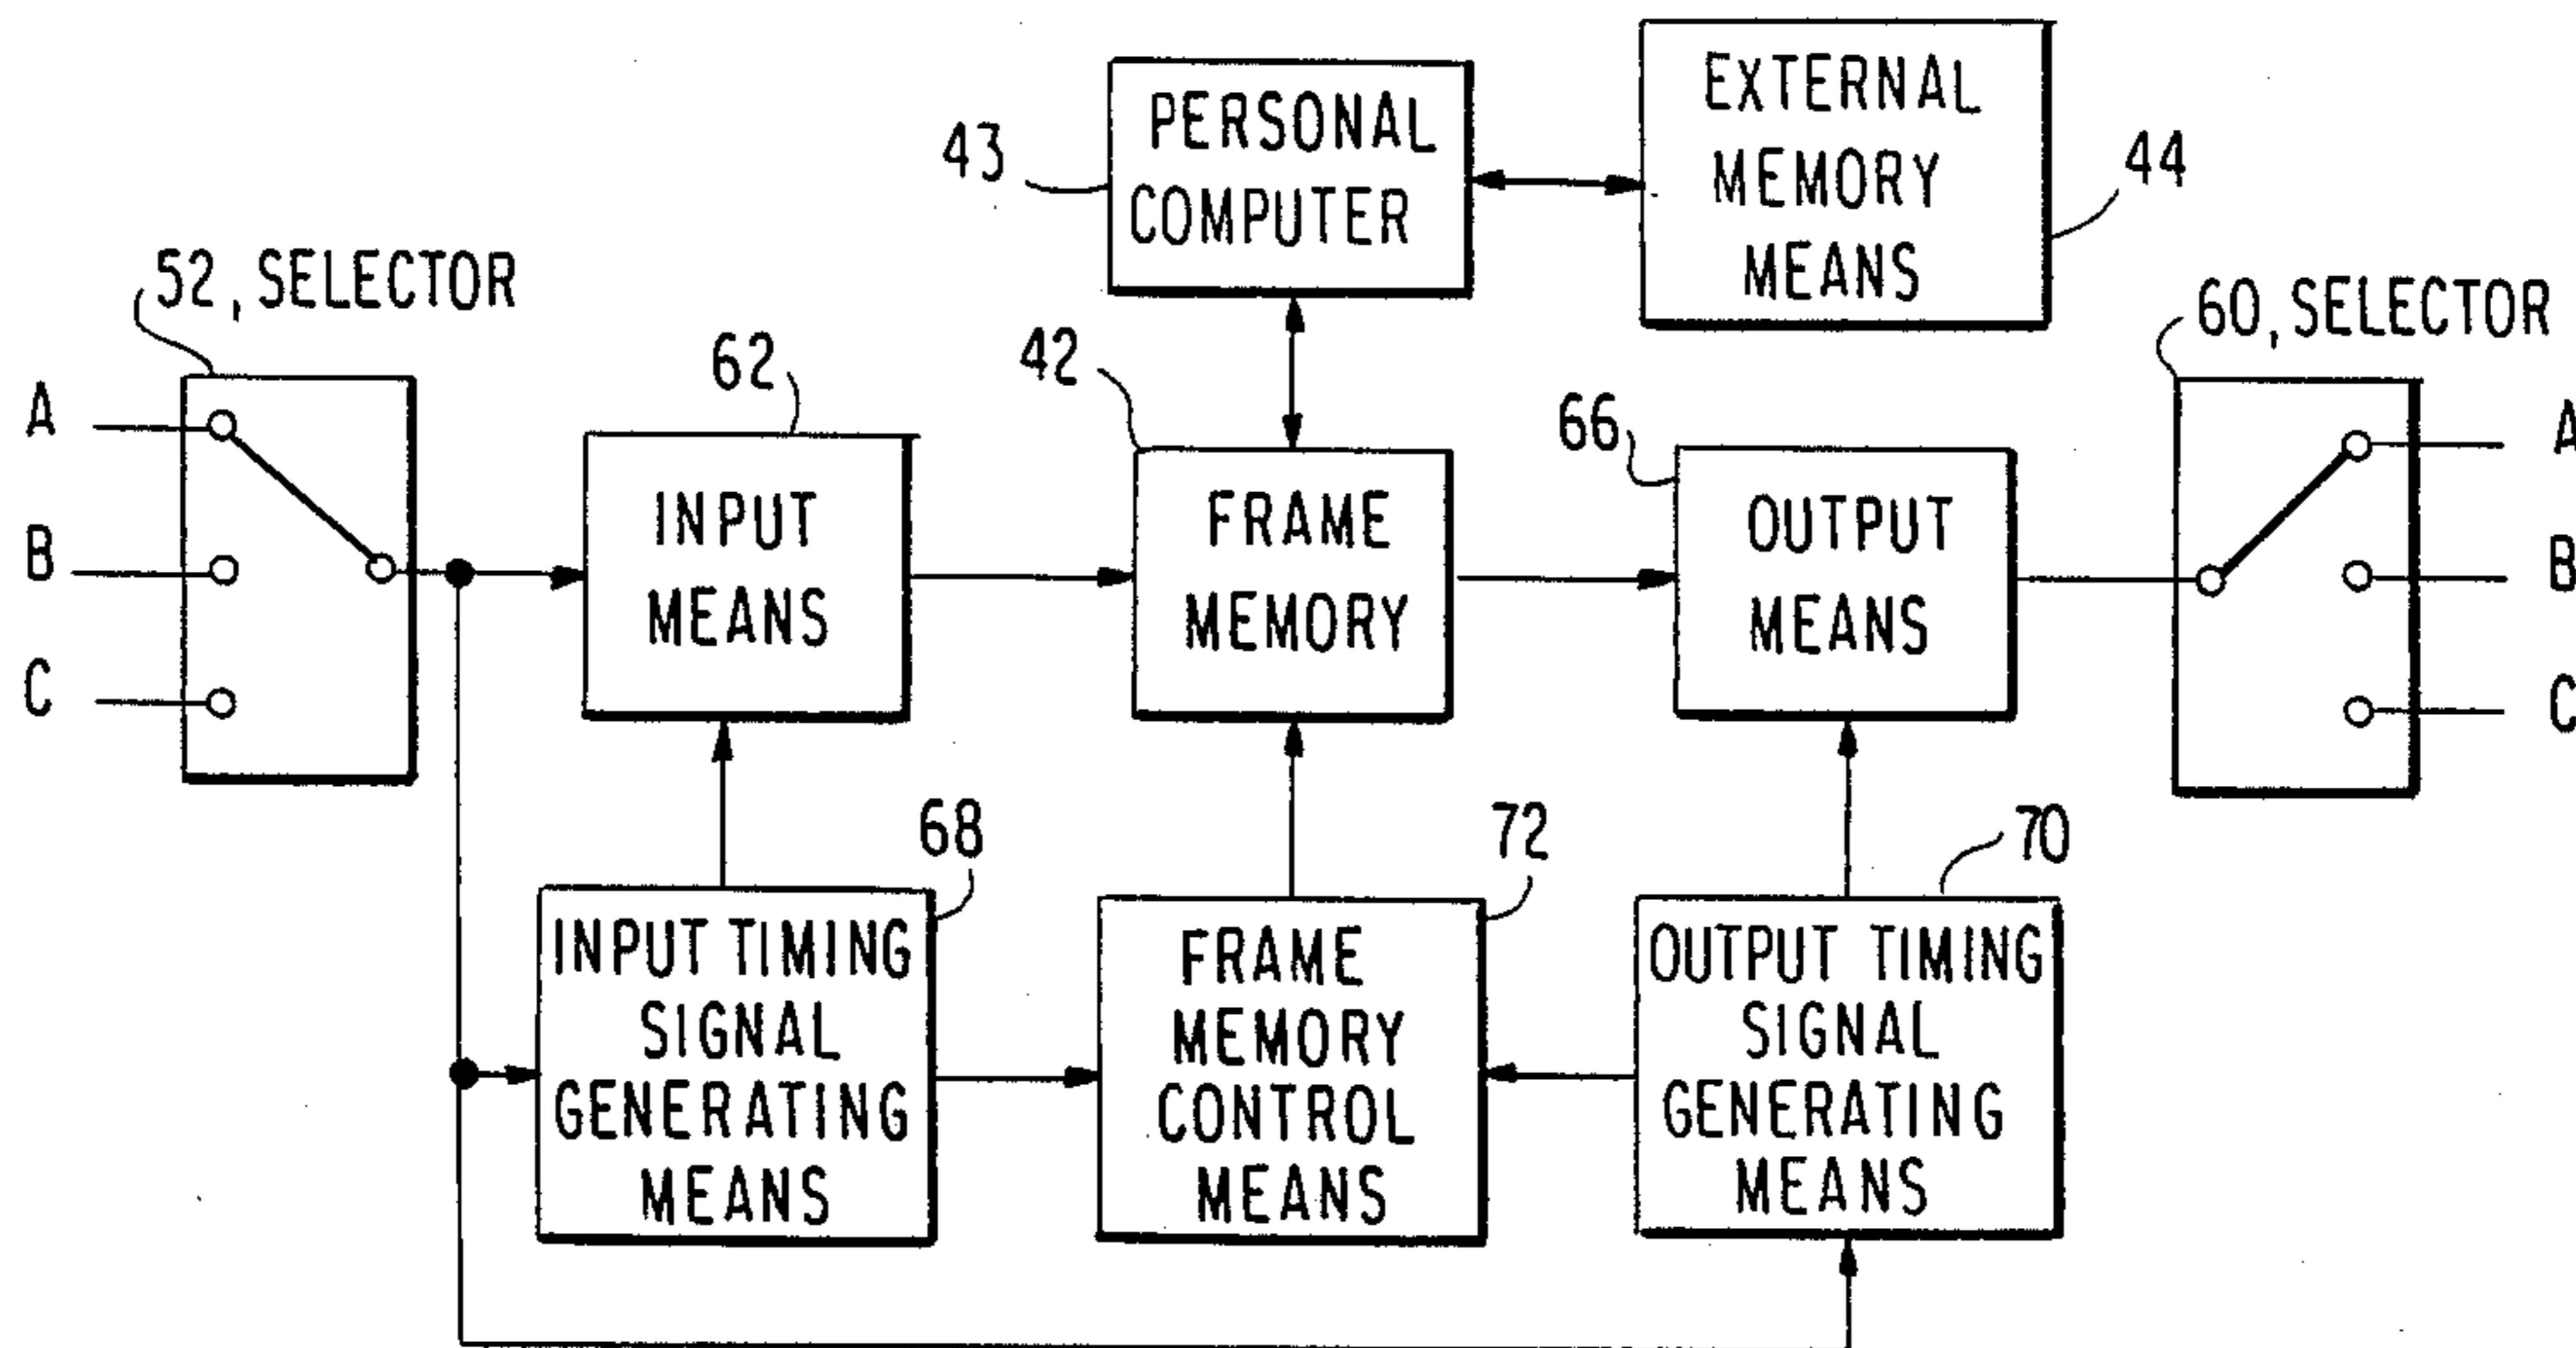 EXTERNAL
MEMORY
MEANS
44
PERSONAL
COMPUTER
43
52, SELECTOR
A
B
C
62
INPUT
MEANS
42
FRAME
MEMORY
66
OUTPUT
MEANS
60, SELECTOR
A
B
C
68
INPUT TIMING
SIGNAL
GENERATING
MEANS
72
FRAME
MEMORY
CONTROL
MEANS
70
OUTPUT TIMING
SIGNAL
GENERATING
MEANS